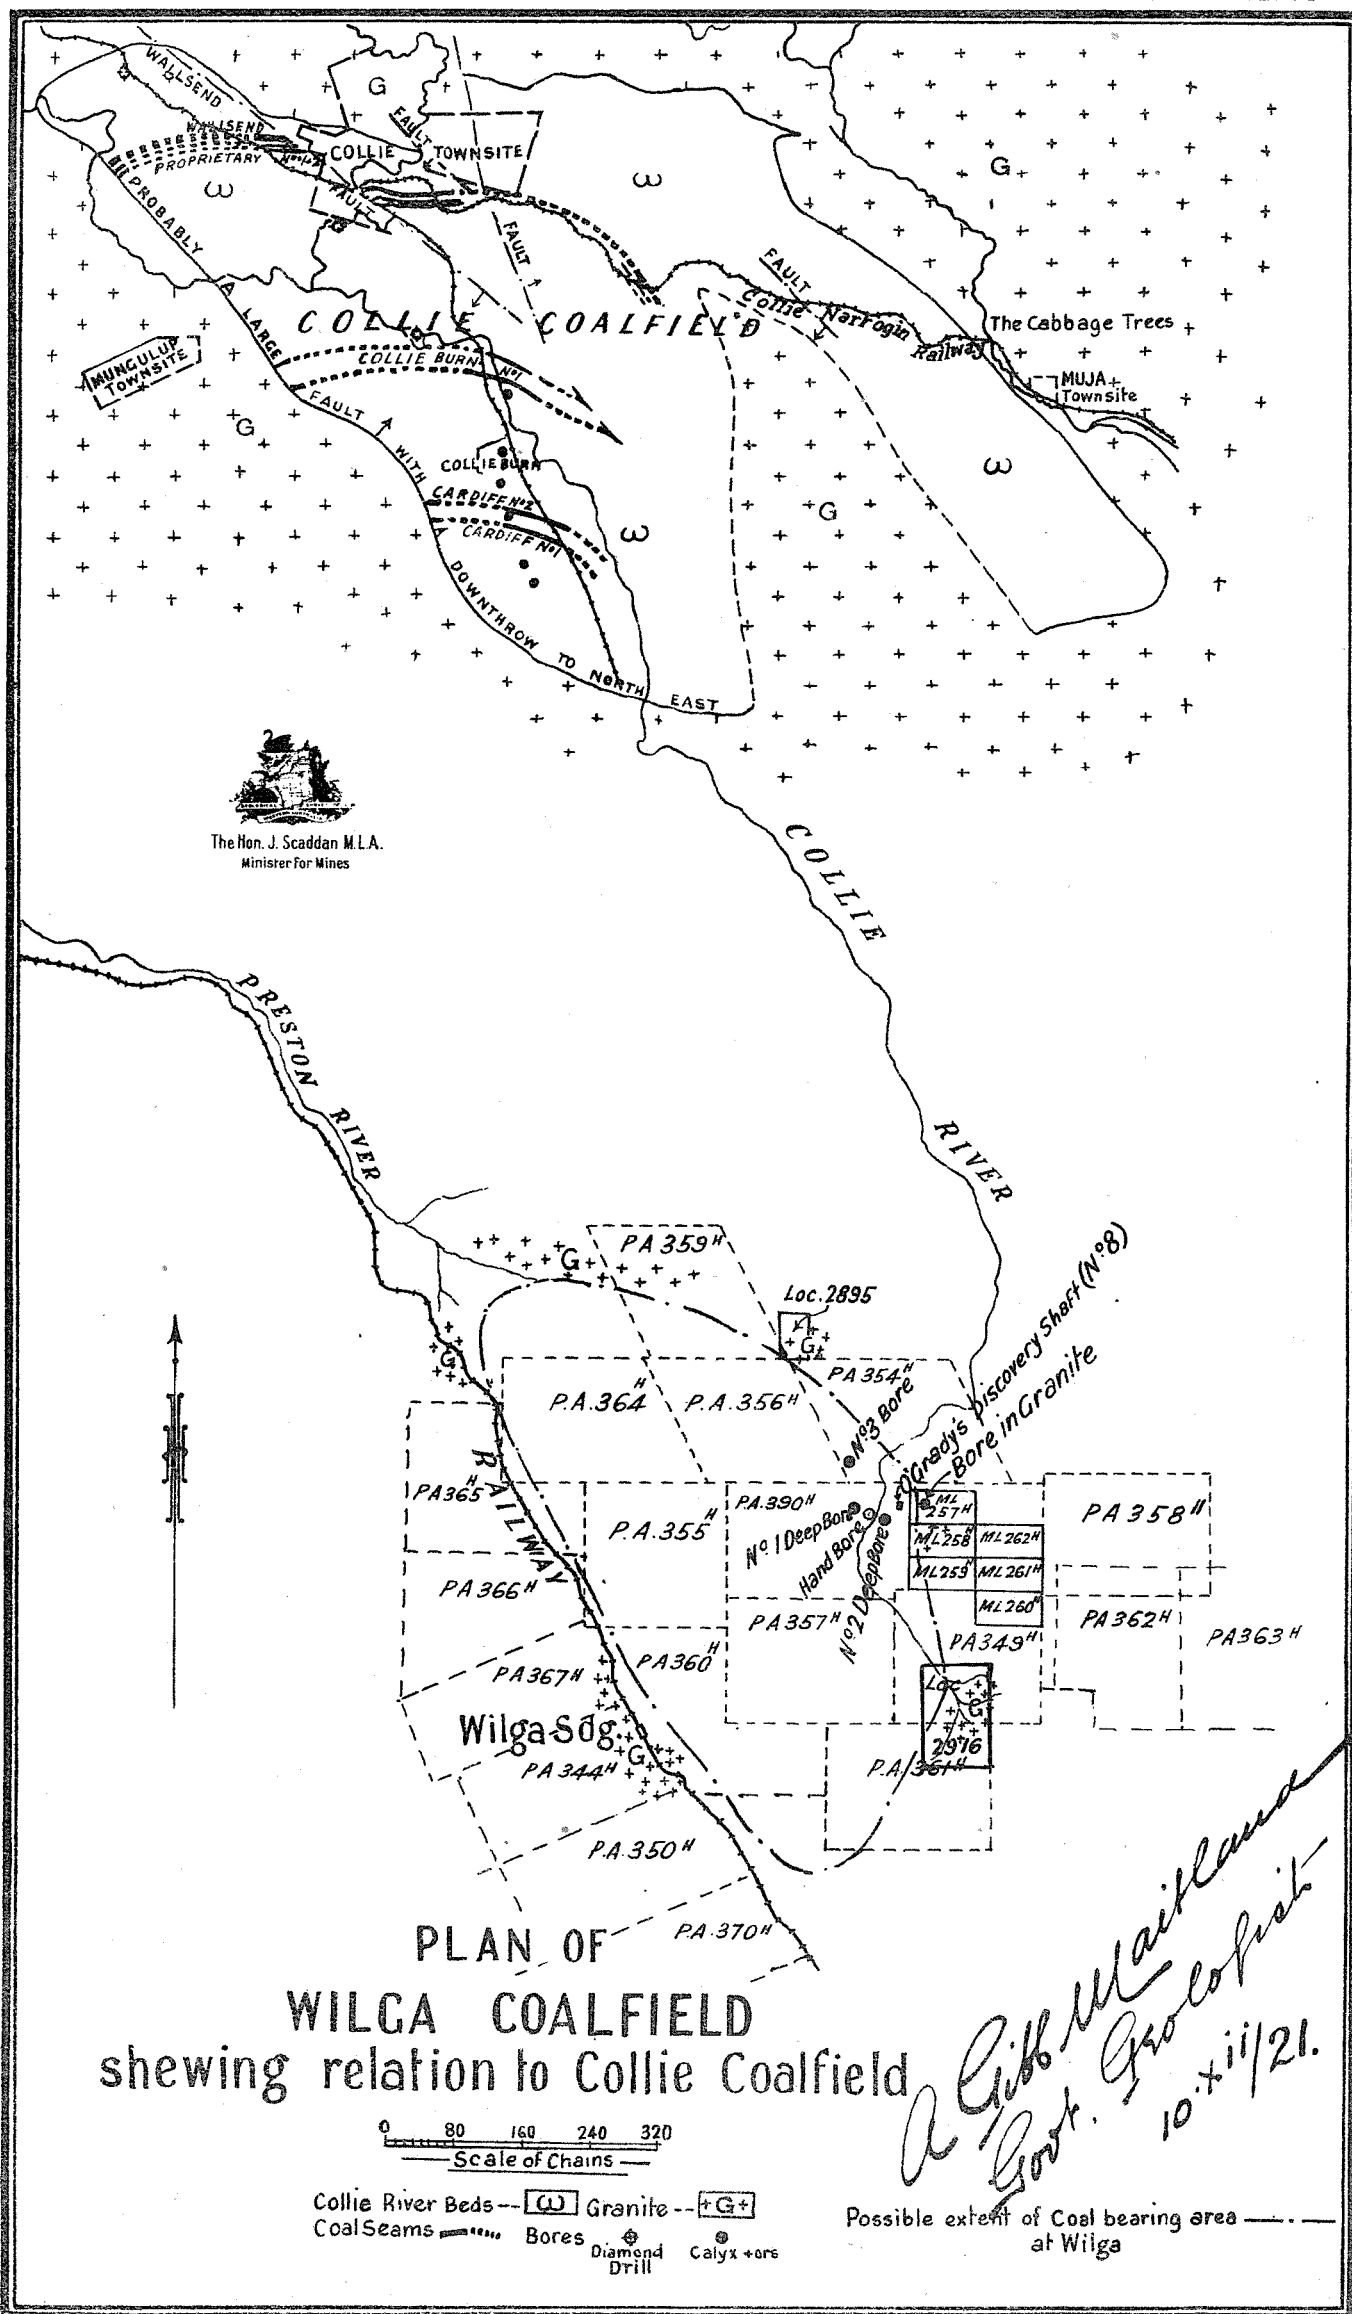 WALLSEND
G
FAULT
WALLSEND
PROPRIETARY
COLLIE
TOWNSITE
ω
ω
G
FAULT
FAULT
FAULT
PROBABLY A LARGE FAULT WITH A DOWNTHROW TO NORTH EAST
COLLIE COALFIELD
Collie Narrogin Railway
The Cabbage Trees
MUNGULUP
TOWNSITE
COLLIE BURN Nº1
MUJA
Townsite
G
COLLIEBURN
ω
CARDIFF Nº2
G
CARDIFF Nº1
ω
The Hon. J. Scaddan M.L.A.
Minister For Mines
COLLIE RIVER
PRESTON RIVER
PA 359H
G
Loc. 2895
G
G
PA 354H
P.A. 364H
P.A. 356H
Nº3 Bore
O'Grady's Discovery Shaft (Nº8)
Bore in Granite
RAILWAY
PA 365H
P.A. 355H
P.A. 390H
Nº1 Deep Bore
Hand Bore
Nº2 Deep Bore
ML
257H
PA 358H
ML 258H
ML 262H
ML 259H
ML 261H
ML 260H
PA 366H
PA 357H
PA 349H
PA 362H
PA 363H
PA 367H
PA 360H
Loc
G
2976
Wilga Sdg.
G
PA 344H
P.A. 361H
P.A. 350H
P.A. 370H
PLAN OF
WILGA COALFIELD
shewing relation to Collie Coalfield
A Gibb Maitland
Govt. Geologist
10.xii/21.
0 80 160 240 320
Scale of Chains
Collie River Beds -- ω Granite -- +G+
Coal Seams Bores Diamond Drill Calyx + ors
Possible extent of Coal bearing area
at Wilga